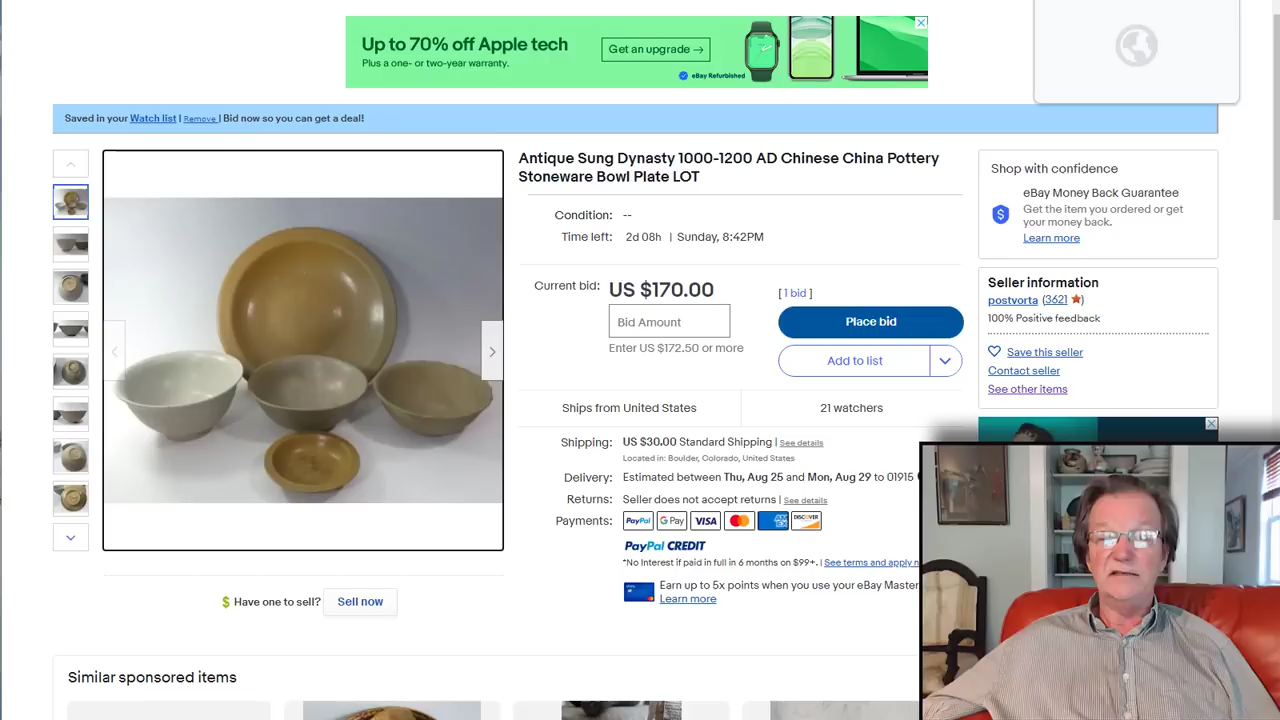 Up to 70% off Apple tech
Plus a one- or two-year warranty.
Get an upgrade →
eBay Refurbished
Saved in your Watch list | Remove | Bid now so you can get a deal!
Antique Sung Dynasty 1000-1200 AD Chinese China Pottery
Stoneware Bowl Plate LOT
Condition: --
Time left: 2d 08h | Sunday, 8:42PM
Current bid: US $170.00
[ 1 bid ]
Bid Amount
Place bid
Enter US $172.50 or more
Add to list
Ships from United States
21 watchers
Shipping: US $30.00 Standard Shipping | See details
Located in: Boulder, Colorado, United States
Delivery: Estimated between Thu, Aug 25 and Mon, Aug 29 to 01915
Returns: Seller does not accept returns | See details
Payments: PayPal G Pay VISA MasterCard AMEX DISCOVER
PayPal CREDIT
*No Interest if paid in full in 6 months on $99+. | See terms and apply n
Earn up to 5x points when you use your eBay Master
Learn more
Have one to sell? Sell now
Shop with confidence
eBay Money Back Guarantee
Get the item you ordered or get
your money back.
Learn more
Seller information
postvorta (3621)
100% Positive feedback
Save this seller
Contact seller
See other items
Similar sponsored items